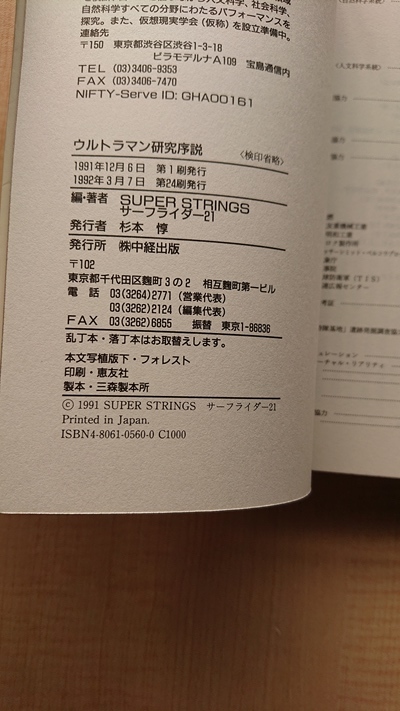 自然科学すべての分野にわたるパフォーマンスを
探究。また、仮想現実学会(仮称)を設立準備中。
連絡先
〒150 東京都渋谷区渋谷1-3-18
ビラモデルナA109 宝島通信内
TEL (03)3406-9353
FAX (03)3406-7470
NIFTY-Serve ID: GHA00161
ウルトラマン研究序説 〈検印省略〉
1991年12月6日 第1刷発行
1992年3月7日 第24刷発行
編・著者 SUPER STRINGS
サーフライダー21
発行者 杉本 惇
発行所 ㈱中経出版
〒102
東京都千代田区麹町3の2 相互麹町第一ビル
電話 03(3264)2771(営業代表)
03(3262)2124(編集代表)
FAX 03(3262)6855 振替 東京1-86836
乱丁本・落丁本はお取替えします。
本文写植版下・フォレスト
印刷・恵友社
製本・三森製本所
© 1991 SUPER STRINGS サーフライダー21
Printed in Japan.
ISBN4-8061-0560-0 C1000